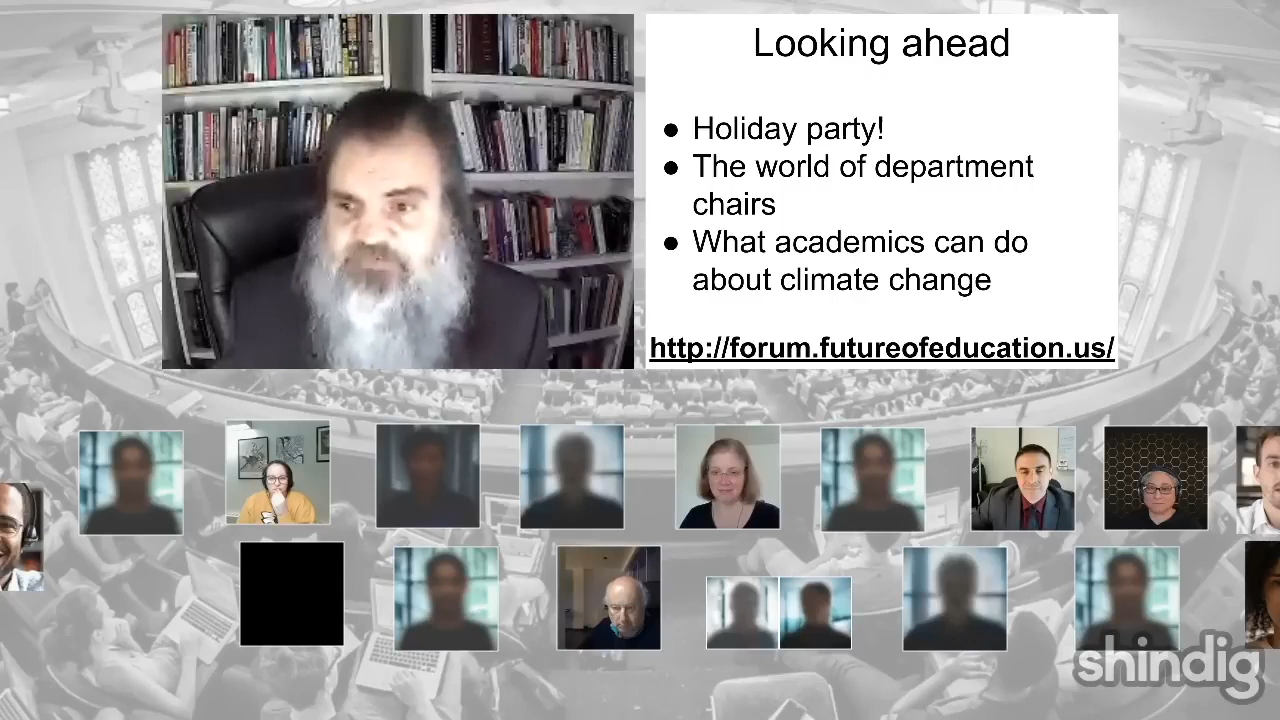 Looking ahead
● Holiday party!
● The world of department
chairs
● What academics can do
about climate change
http://forum.futureofeducation.us/
shindig